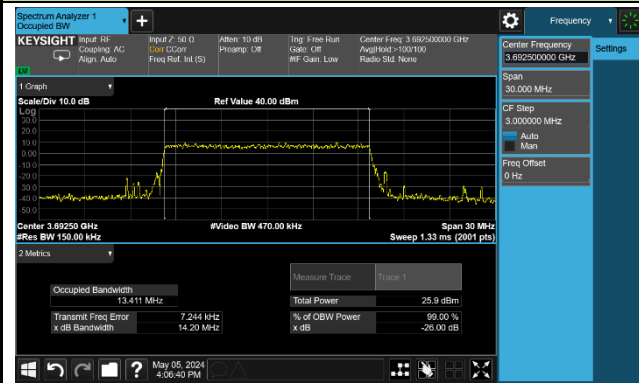 Spectrum Analyzer 1
Occupied BW
+
Frequency
KEYSIGHT
Input: RF
Coupling: AC
Align: Auto
Input Z: 50 Ω
Corr CCorr
Freq Ref: Int (S)
Atten: 10 dB
Preamp: Off
Trig: Free Run
Gate: Off
#IF Gain: Low
Center Freq: 3.692500000 GHz
Avg|Hold:>100/100
Radio Std: None
LU
Center Frequency
3.692500000 GHz
Settings
Span
30.000 MHz
CF Step
3.000000 MHz
Auto
Man
Freq Offset
0 Hz
1 Graph
Scale/Div 10.0 dB
Ref Value 40.00 dBm
Log
30.0
20.0
10.0
0.00
-10.0
-20.0
-30.0
-40.0
-50.0
Center 3.69250 GHz
#Video BW 470.00 kHz
Span 30 MHz
#Res BW 150.00 kHz
Sweep 1.33 ms (2001 pts)
2 Metrics
Measure Trace
Trace 1
Occupied Bandwidth
13.411 MHz
Total Power
25.9 dBm
Transmit Freq Error
7.244 kHz
% of OBW Power
99.00 %
x dB Bandwidth
14.20 MHz
x dB
-26.00 dB
?
May 05, 2024
4:06:40 PM